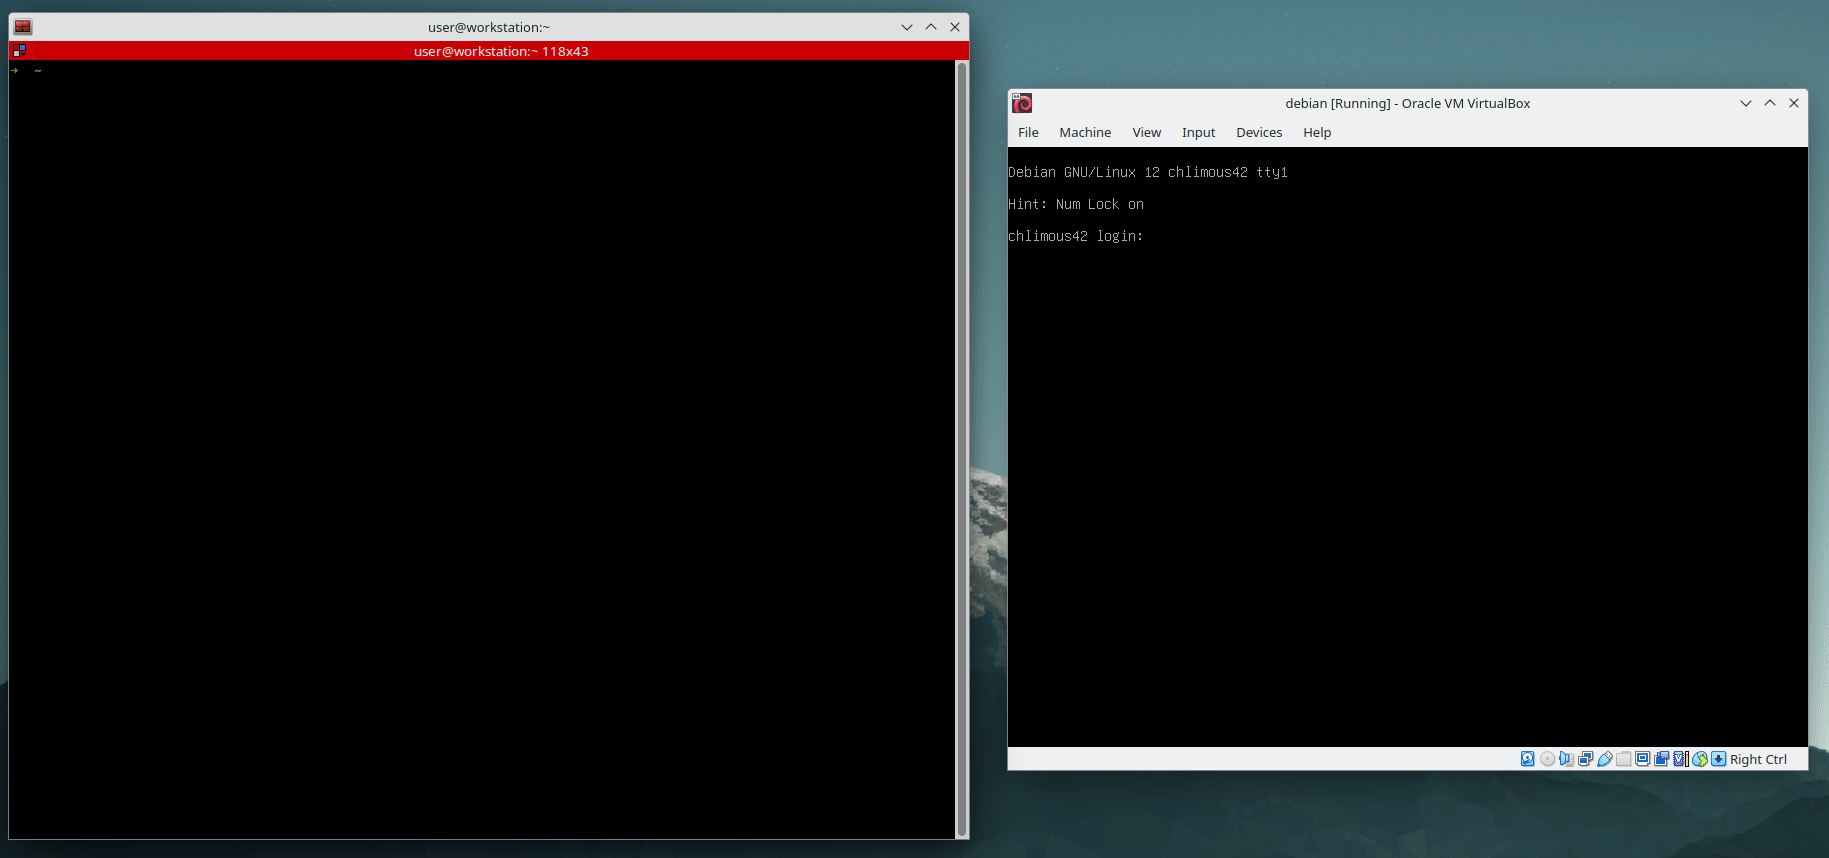 user@workstation:~
user@workstation:~ 118x43
➜ ~
debian [Running] - Oracle VM VirtualBox
File Machine View Input Devices Help
Debian GNU/Linux 12 chlimous42 tty1
Hint: Num Lock on
chlimous42 login:
Right Ctrl